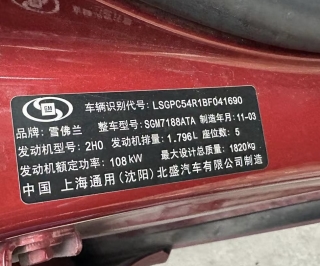 车辆识别代号: LSGPC54R1BF041690
品牌: 雪佛兰 整车型号: SGM7188ATA 制造年月: 11-03
发动机型号: 2H0 发动机排量: 1.796L 座位数: 5
发动机额定功率: 108kW 最大设计总质量: 1820kg
中国 上海通用(沈阳)北盛汽车有限公司制造